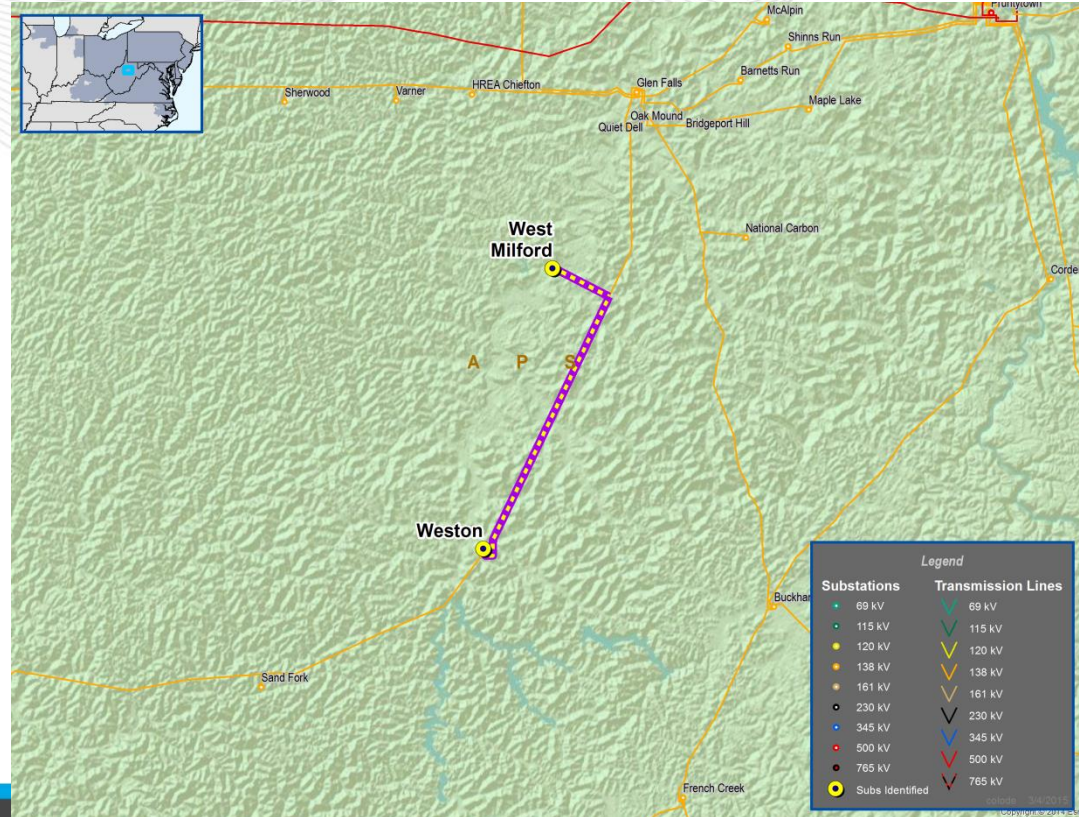 McAlpin
Pruntytown
Shinns Run
Barnetts Run
HREA Chiefton
Glen Falls
Sherwood
Varner
Maple Lake
Oak Mound
Quiet Dell
Bridgeport Hill
West
Milford
National Carbon
Corde
A P S
Weston
Buckhan
Sand Fork
French Creek
Legend
Substations
Transmission Lines
69 kV
69 kV
115 kV
115 kV
120 kV
120 kV
138 kV
138 kV
161 kV
161 kV
230 kV
230 kV
345 kV
345 kV
500 kV
500 kV
765 kV
765 kV
Subs Identified
3/4/2015